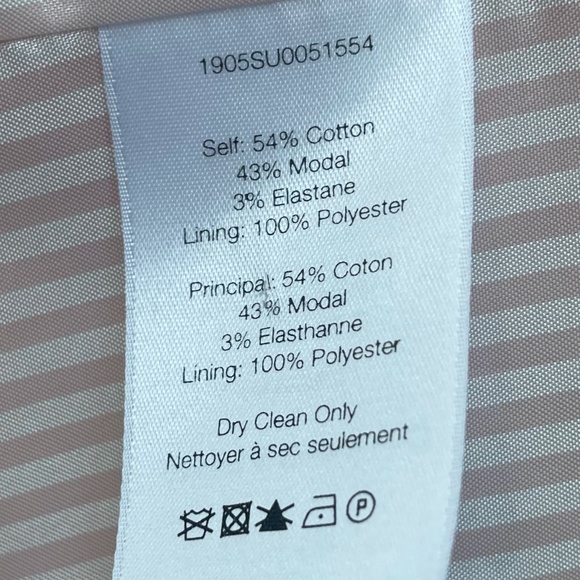 1905SU0051554
Self: 54% Cotton
43% Modal
3% Elastane
Lining: 100% Polyester
Principal: 54% Coton
43% Modal
3% Elasthanne
Lining: 100% Polyester
Dry Clean Only
Nettoyer à sec seulement
P